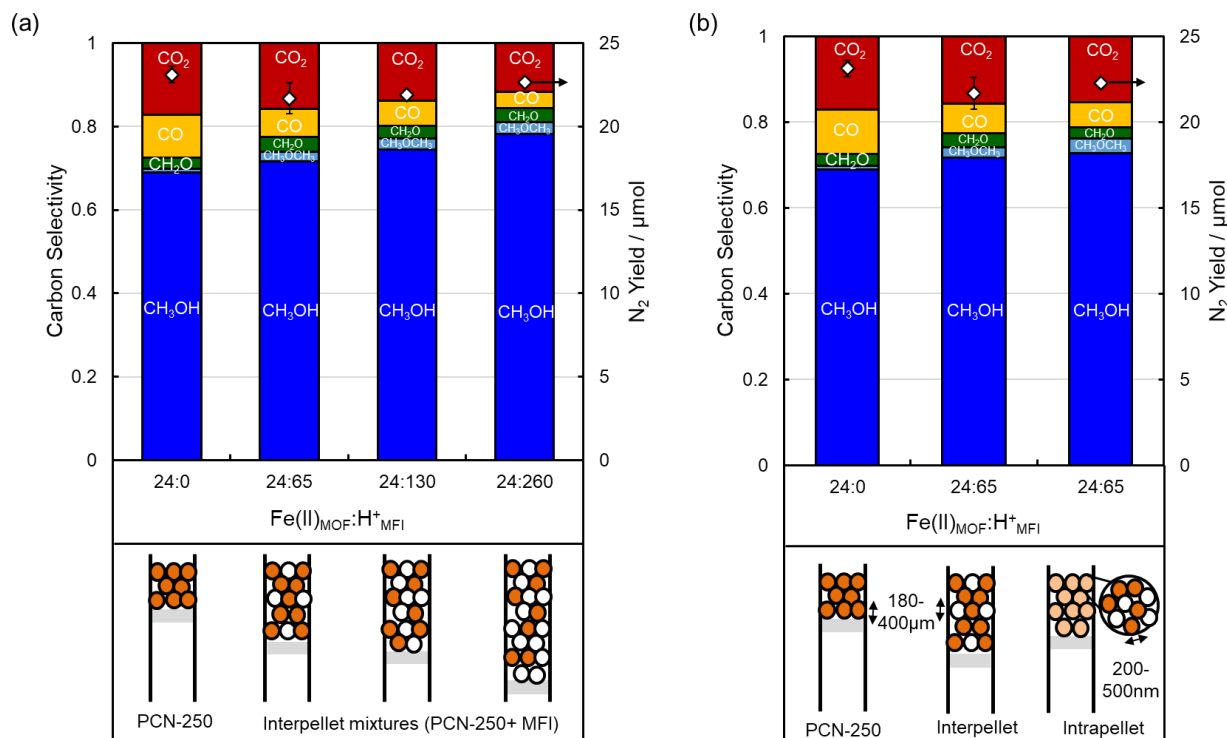 (a)
1
0.8
0.6
0.4
0.2
0
Carbon Selectivity
25
20
15
10
5
0
N₂ Yield / µmol
CO₂ CO₂ CO₂ CO₂
CO CO CO CO
CH₂O CH₂O CH₂O CH₂O
CH₃OCH₃ CH₃OCH₃ CH₃OCH₃
CH₃OH CH₃OH CH₃OH CH₃OH
24:0 24:65 24:130 24:260
Fe(II)MOF:H⁺MFI
PCN-250 Interpellet mixtures (PCN-250+ MFI)
(b)
1
0.8
0.6
0.4
0.2
0
Carbon Selectivity
25
20
15
10
5
0
N₂ Yield / µmol
CO₂ CO₂ CO₂
CO CO CO
CH₂O CH₂O CH₂O
CH₃OCH₃ CH₃OCH₃
CH₃OH CH₃OH CH₃OH
24:0 24:65 24:65
Fe(II)MOF:H⁺MFI
180-
400µm
200-
500nm
PCN-250 Interpellet Intrapellet